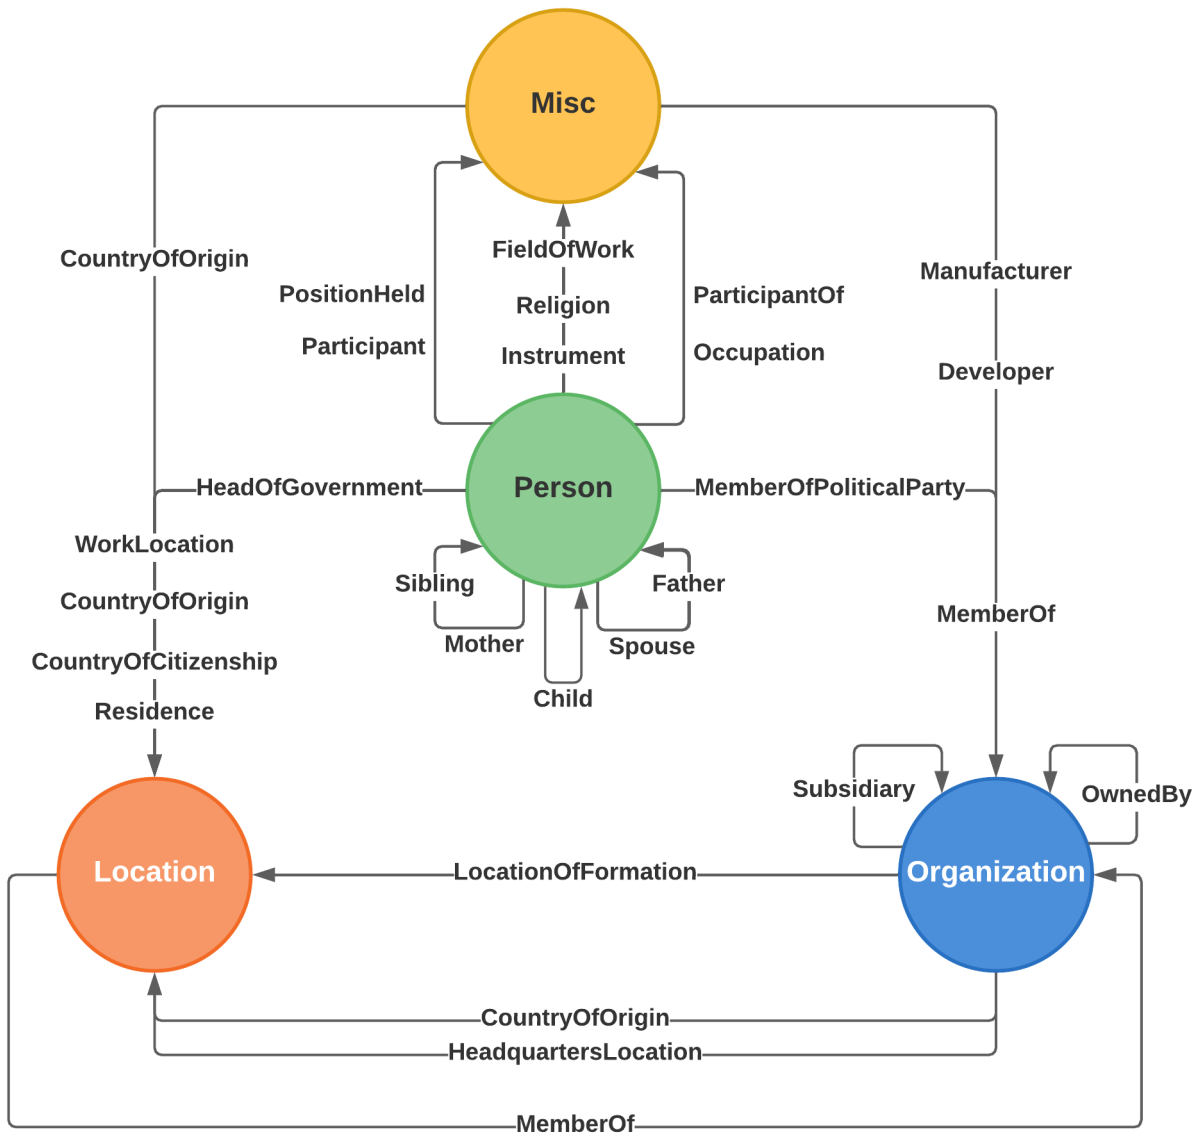 Misc
FieldOfWork
CountryOfOrigin
Manufacturer
PositionHeld
ParticipantOf
Religion
Participant
Occupation
Instrument
Developer
HeadOfGovernment
Person
MemberOfPoliticalParty
WorkLocation
Sibling
Father
CountryOfOrigin
MemberOf
Mother
Spouse
CountryOfCitizenship
Child
Residence
Subsidiary
OwnedBy
Location
LocationOfFormation
Organization
CountryOfOrigin
HeadquartersLocation
MemberOf